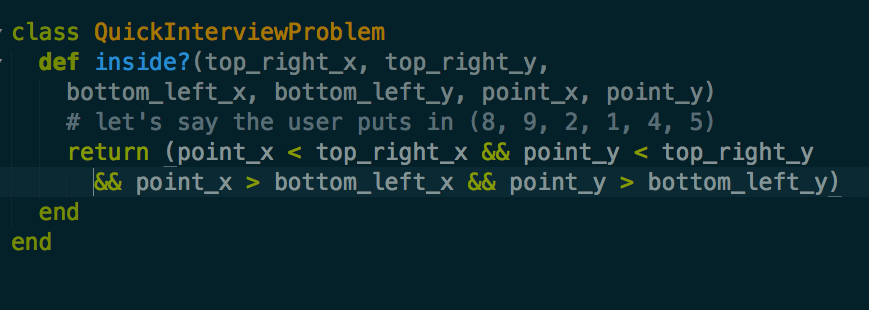 class QuickInterviewProblem
def inside?(top_right_x, top_right_y,
bottom_left_x, bottom_left_y, point_x, point_y)
# let's say the user puts in (8, 9, 2, 1, 4, 5)
return (point_x < top_right_x && point_y < top_right_y
&& point_x > bottom_left_x && point_y > bottom_left_y)
end
end